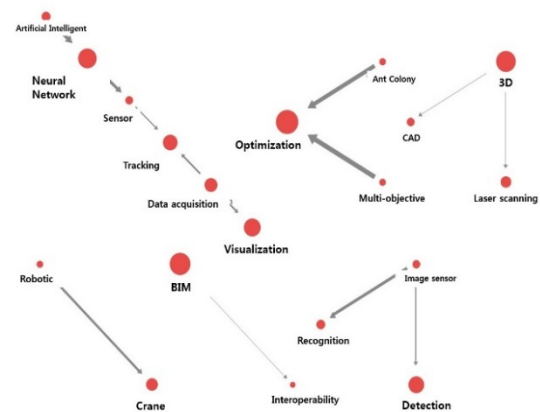 Artificial Intelligent
Neural
Network
Sensor
Tracking
Data acquisition
Visualization
Ant Colony
3D
Optimization
CAD
Multi-objective
Laser scanning
Robotic
BIM
Image sensor
Recognition
Crane
Interoperability
Detection